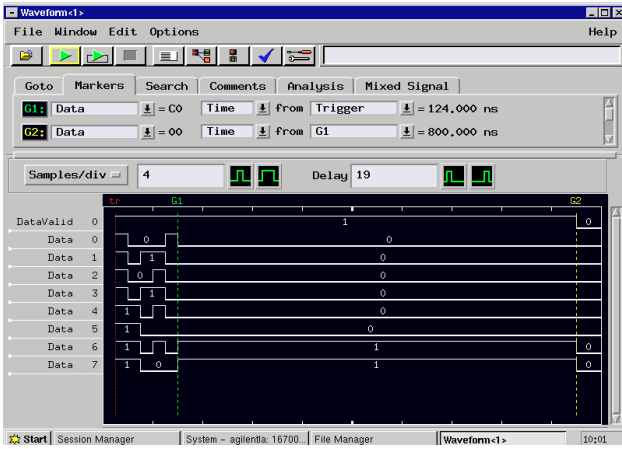 Waveform<1>
File Window Edit Options Help
Goto Markers Search Comments Analysis Mixed Signal
G1: Data = C0 Time from Trigger = 124.000 ns
G2: Data = 00 Time from G1 = 800.000 ns
Samples/div 4 Delay 19
tr G1 G2
DataValid 0 1 0
Data 0 0 0
Data 1 1 0
Data 2 0 0
Data 3 1 0
Data 4 1 0
Data 5 1 0
Data 6 1 1 0
Data 7 1 0 1 0
Start Session Manager System - agilentla: 16700... File Manager Waveform<1> 10:01